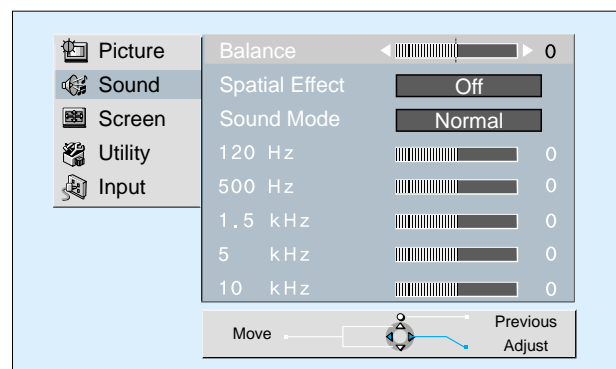 Picture
Sound
Screen
Utility
Input
Balance 0
Spatial Effect Off
Sound Mode Normal
120 Hz 0
500 Hz 0
1.5 kHz 0
5 kHz 0
10 kHz 0
Move
Previous
Adjust